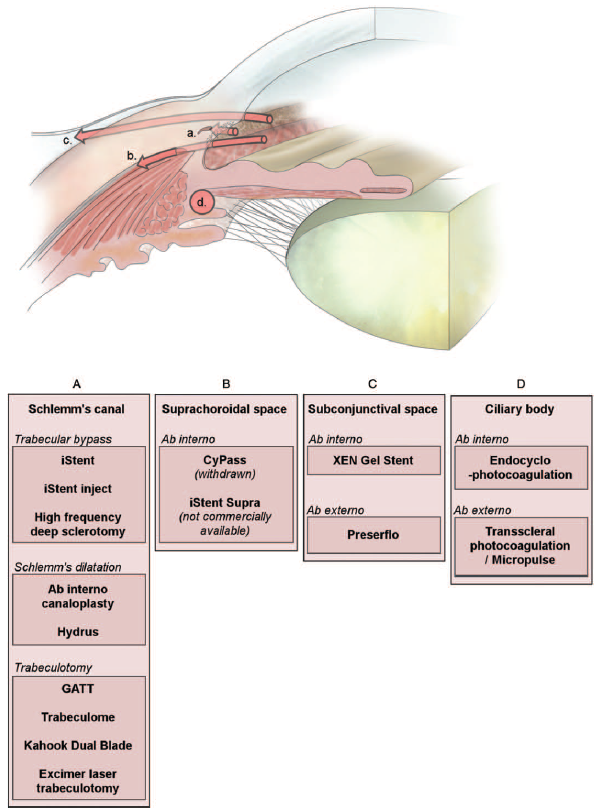 c.
a.
b.
d.
A
Schlemm's canal
Trabecular bypass
iStent
iStent inject
High frequency
deep sclerotomy
Schlemm's dilatation
Ab interno
canaloplasty
Hydrus
Trabeculotomy
GATT
Trabeculome
Kahook Dual Blade
Excimer laser
trabeculotomy
B
Suprachoroidal space
Ab interno
CyPass
(withdrawn)
iStent Supra
(not commercially
available)
C
Subconjunctival space
Ab interno
XEN Gel Stent
Ab externo
Preserflo
D
Ciliary body
Ab interno
Endocyclo
-photocoagulation
Ab externo
Transscleral
photocoagulation
/ Micropulse